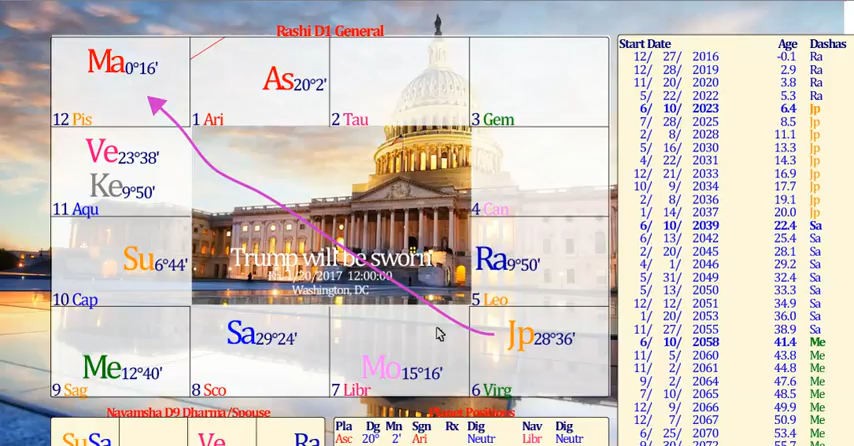 Rashi D1 General
Ma0°16'
As20°2'
12 Pis
1 Ari
2 Tau
3 Gem
Ve23°38'
Ke9°50'
11 Aqu
4 Can
Su6°44'
Trump will be sworn
1/20/2017 12:00:00
Washington, DC
Ra9°50'
10 Cap
5 Leo
Sa29°24'
Jp28°36'
Me12°40'
Mo15°16'
9 Sag
8 Sco
7 Libr
6 Virg
Navamsha D9 Dharma/Spouse
Planet Positions
SuSa
Ve
Ra
Pla Dg Mn Sgn Rx Dig Nav Dig
Asc 20° 2' Ari Neutr Libr Neutr
Start Date Age Dashas
12/ 27/ 2016 -0.1 Ra
12/ 28/ 2019 2.9 Ra
11/ 20/ 2020 3.8 Ra
5/ 22/ 2022 5.3 Ra
6/ 10/ 2023 6.4 Jp
7/ 28/ 2025 8.5 Jp
2/ 8/ 2028 11.1 Jp
5/ 16/ 2030 13.3 Jp
4/ 22/ 2031 14.3 Jp
12/ 21/ 2033 16.9 Jp
10/ 9/ 2034 17.7 Jp
2/ 8/ 2036 19.1 Jp
1/ 14/ 2037 20.0 Jp
6/ 10/ 2039 22.4 Sa
6/ 13/ 2042 25.4 Sa
2/ 20/ 2045 28.1 Sa
4/ 1/ 2046 29.2 Sa
5/ 31/ 2049 32.4 Sa
5/ 13/ 2050 33.3 Sa
12/ 12/ 2051 34.9 Sa
1/ 20/ 2053 36.0 Sa
11/ 27/ 2055 38.9 Sa
6/ 10/ 2058 41.4 Me
11/ 5/ 2060 43.8 Me
11/ 2/ 2061 44.8 Me
9/ 2/ 2064 47.6 Me
7/ 10/ 2065 48.5 Me
12/ 9/ 2066 49.9 Me
12/ 7/ 2067 50.9 Me
6/ 25/ 2070 53.4 Me